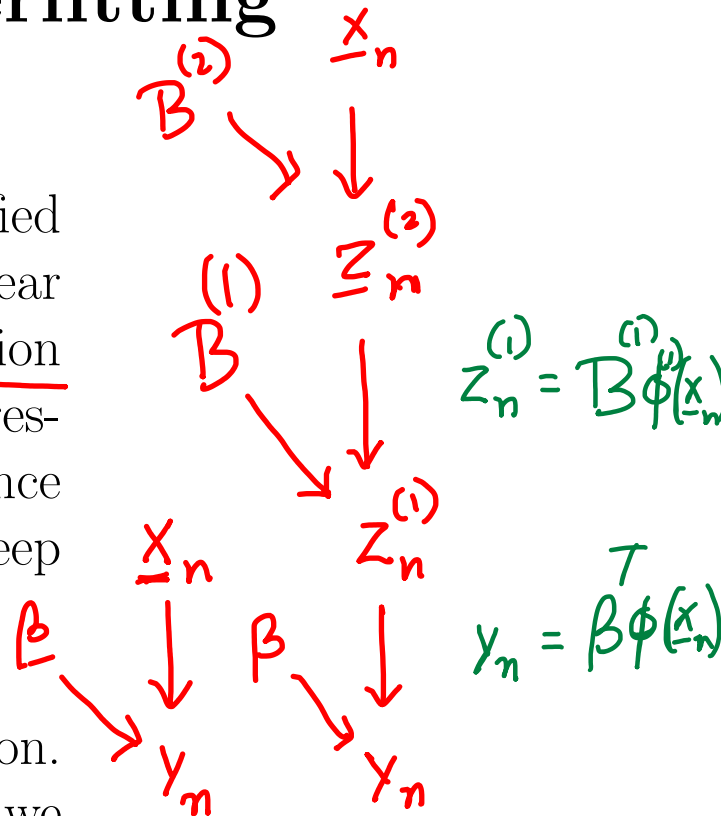 x_n
B^(2)
ied
z_n^(2)
ear
B^(1)
ion
z_n^(1) = B^(1) φ^(1)(x_n)
res-
nce
z_n^(1)
x_n
eep
β
β
y_n = β^T φ(x_n)
on.
y_n
y_n
we